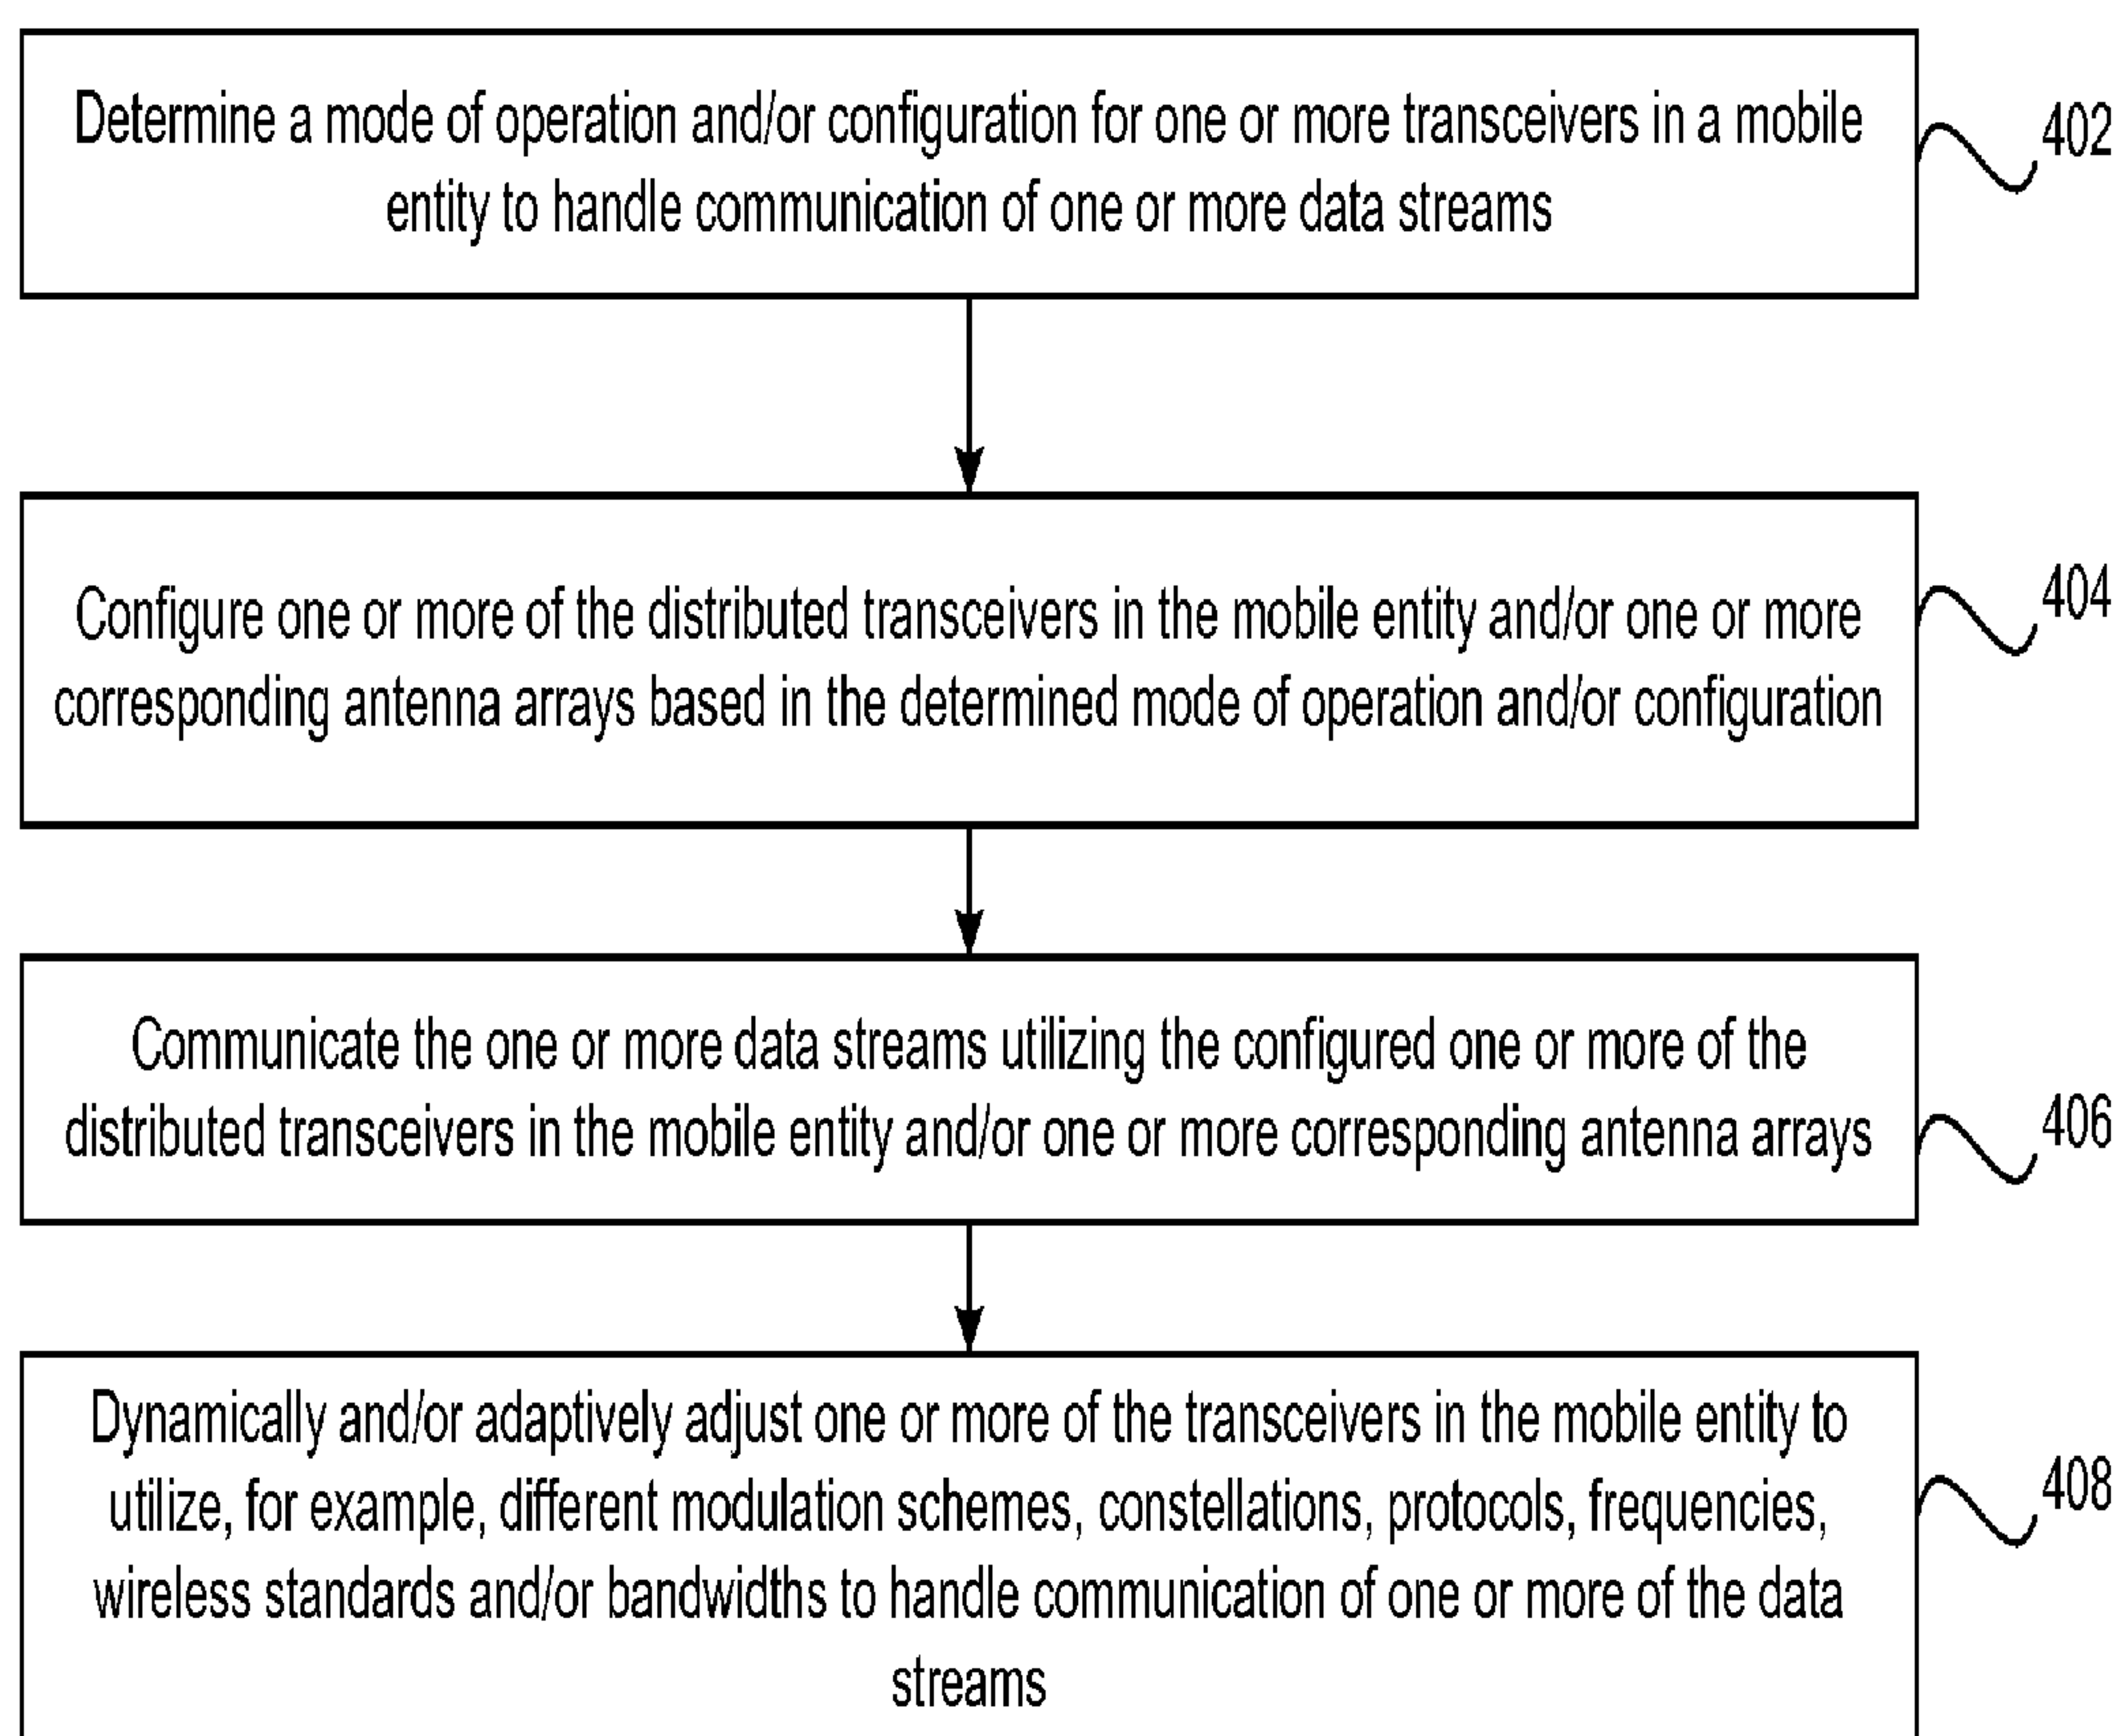 Determine a mode of operation and/or configuration for one or more transceivers in a mobile
entity to handle communication of one or more data streams
402
Configure one or more of the distributed transceivers in the mobile entity and/or one or more
corresponding antenna arrays based in the determined mode of operation and/or configuration
404
Communicate the one or more data streams utilizing the configured one or more of the
distributed transceivers in the mobile entity and/or one or more corresponding antenna arrays
406
Dynamically and/or adaptively adjust one or more of the transceivers in the mobile entity to
utilize, for example, different modulation schemes, constellations, protocols, frequencies,
wireless standards and/or bandwidths to handle communication of one or more of the data
streams
408